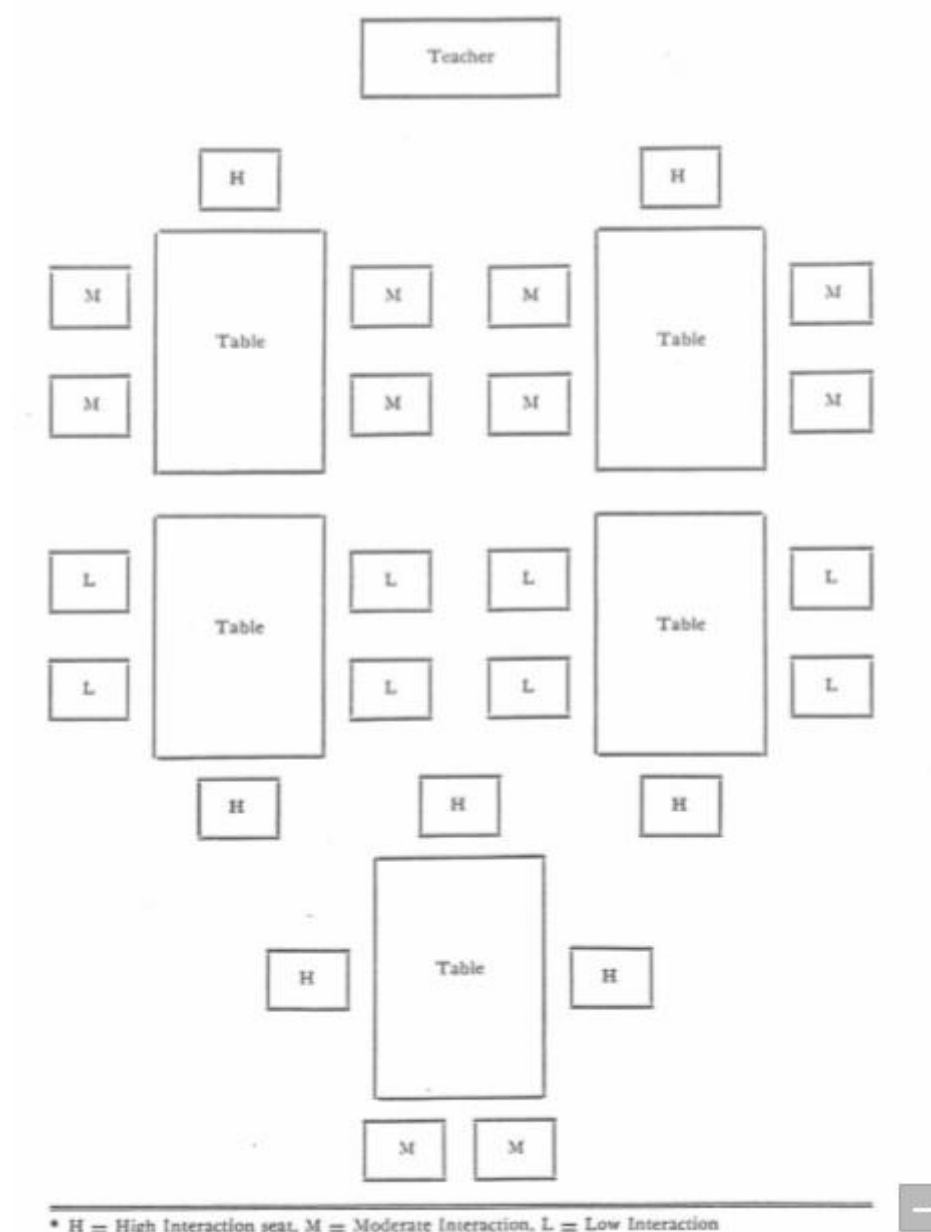 Teacher
H H
M M M M
Table Table
M M M M
L L L L
Table Table
L L L L
H H H
H Table H
M M
* H = High Interaction seat, M = Moderate Interaction, L = Low Interaction